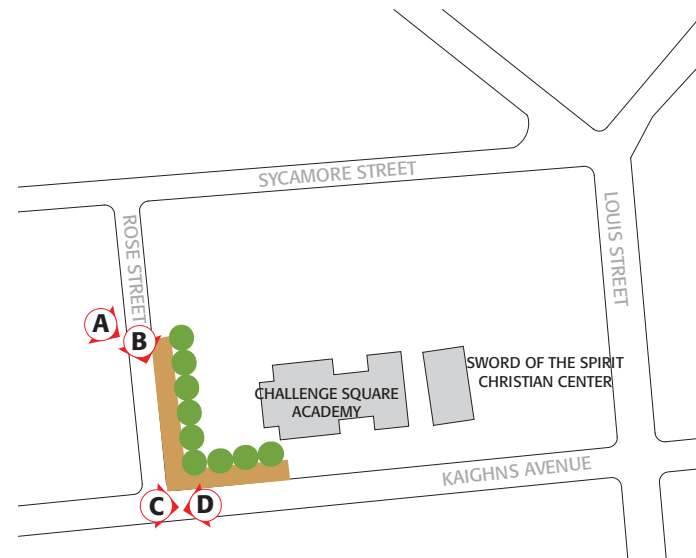 SYCAMORE STREET
ROSE STREET
LOUIS STREET
A
B
SWORD OF THE SPIRIT
CHRISTIAN CENTER
CHALLENGE SQUARE
ACADEMY
KAIGHNS AVENUE
C
D